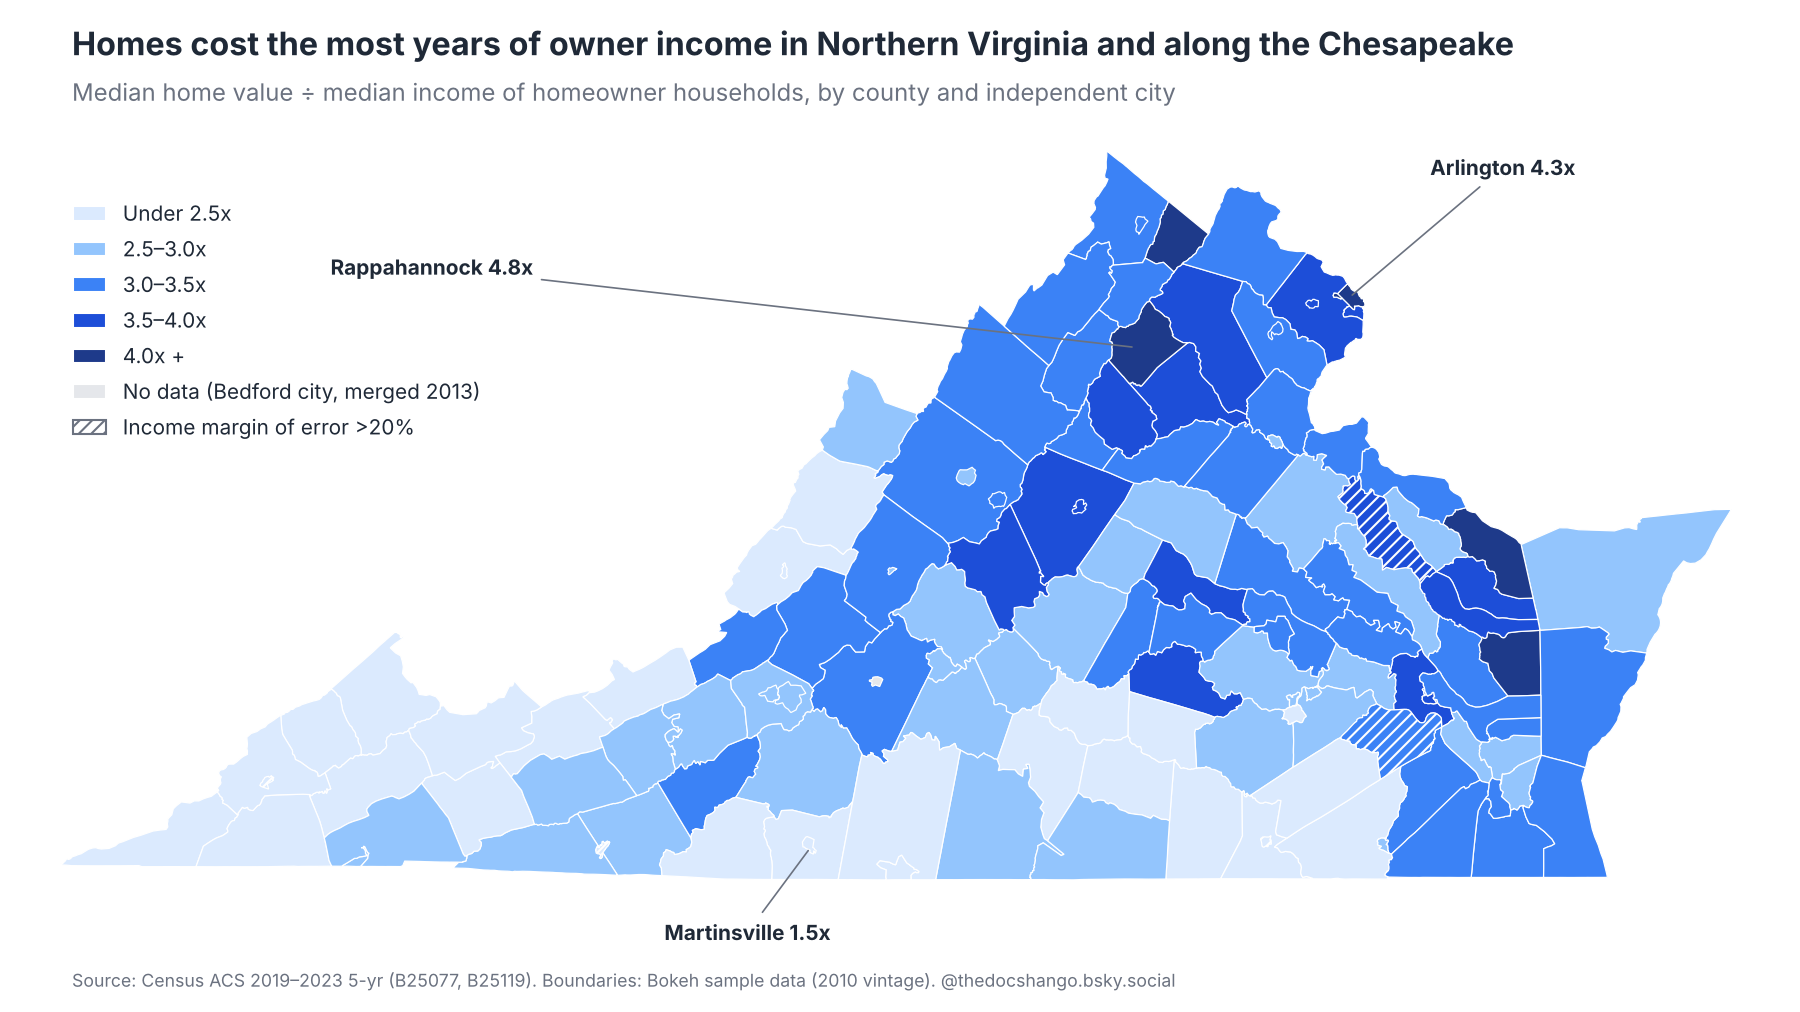 Homes cost the most years of owner income in Northern Virginia and along the Chesapeake
Median home value ÷ median income of homeowner households, by county and independent city
Arlington 4.3x
Under 2.5x
2.5–3.0x
Rappahannock 4.8x
3.0–3.5x
3.5–4.0x
4.0x +
No data (Bedford city, merged 2013)
Income margin of error >20%
Martinsville 1.5x
Source: Census ACS 2019–2023 5-yr (B25077, B25119). Boundaries: Bokeh sample data (2010 vintage). @thedocshango.bsky.social